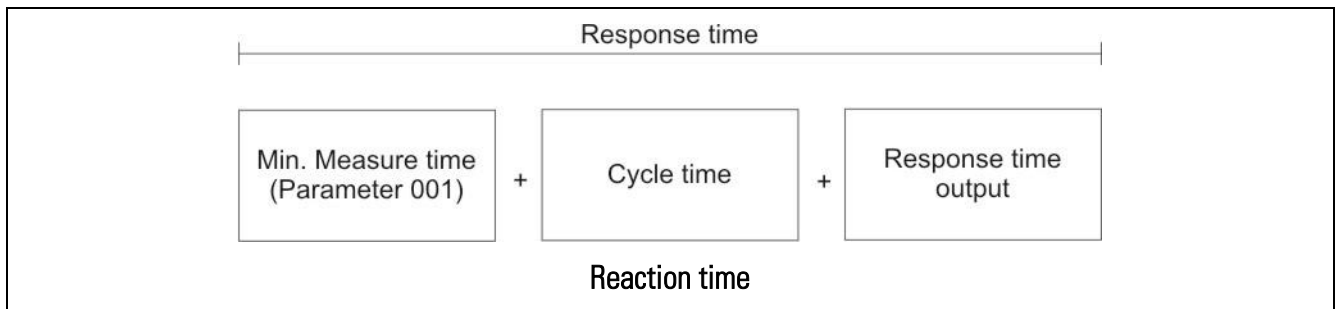 Response time
Min. Measure time
(Parameter 001)
+
Cycle time
+
Response time
output
Reaction time